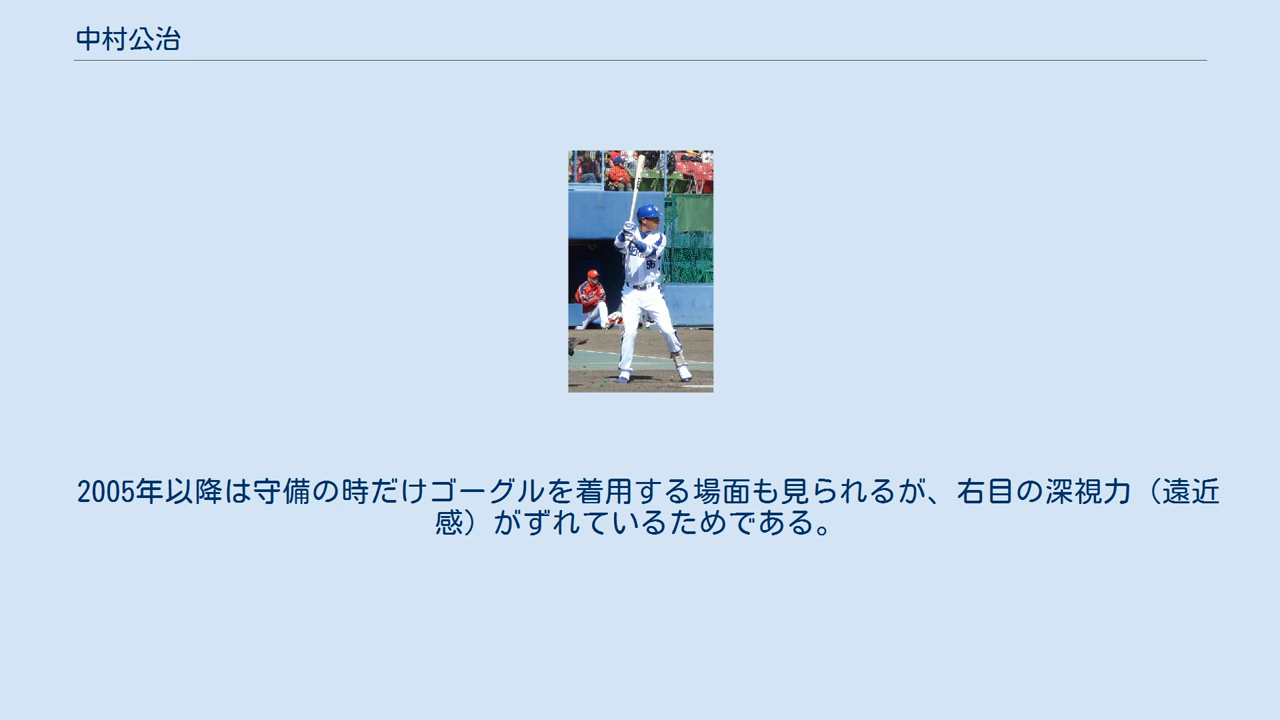 中村公治
2005年以降は守備の時だけゴーグルを着用する場面も見られるが、右目の深視力（遠近
感）がずれているためである。